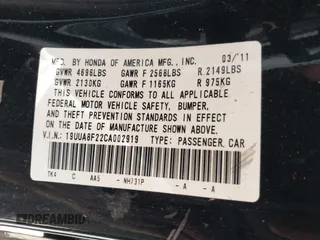 MFD. BY HONDA OF AMERICA MFG., INC. 03/11
GVWR 4696LBS GAWR F 2568LBS R 2149LBS
GVWR 2130KG GAWR F 1165KG R 975KG
THIS VEHICLE CONFORMS TO ALL APPLICABLE
FEDERAL MOTOR VEHICLE SAFETY, BUMPER,
AND THEFT PREVENTION STANDARDS IN EFFECT ON
THE DATE OF MANUFACTURE SHOWN ABOVE.
V.I.N: 19UUA8F22CA002919 TYPE: PASSENGER CAR
TK4 C AA5 - NH731P - A - A
DREAMBID